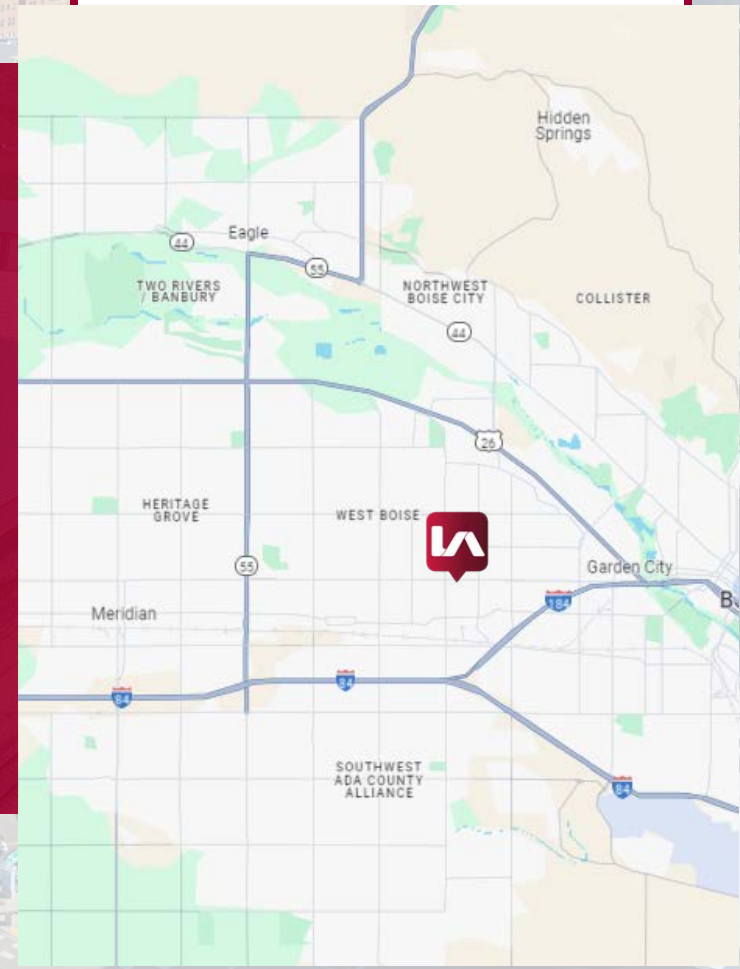 Hidden
Springs
44
Eagle
55
TWO RIVERS
/ BANBURY
NORTHWEST
BOISE CITY
COLLISTER
44
26
HERITAGE
GROVE
WEST BOISE
55
Garden City
184
Meridian
84
84
SOUTHWEST
ADA COUNTY
ALLIANCE
84